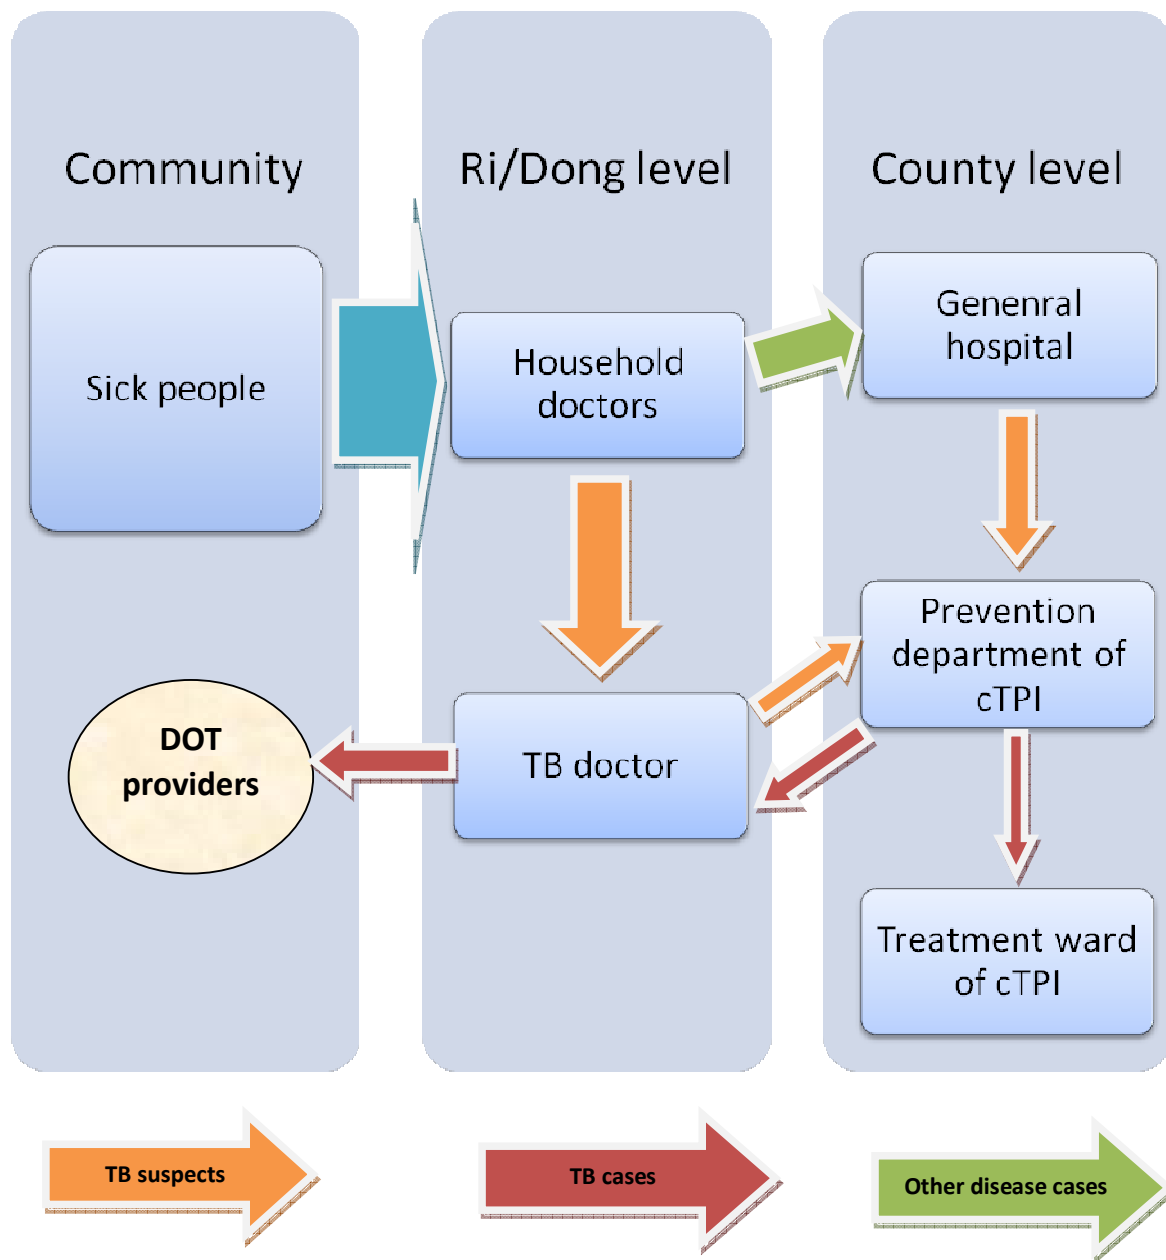 Community
Ri/Dong level
County level
Sick people
Household
doctors
Genenral
hospital
Prevention
department of
cTPI
DOT
providers
TB doctor
Treatment ward
of cTPI
TB suspects
TB cases
Other disease cases